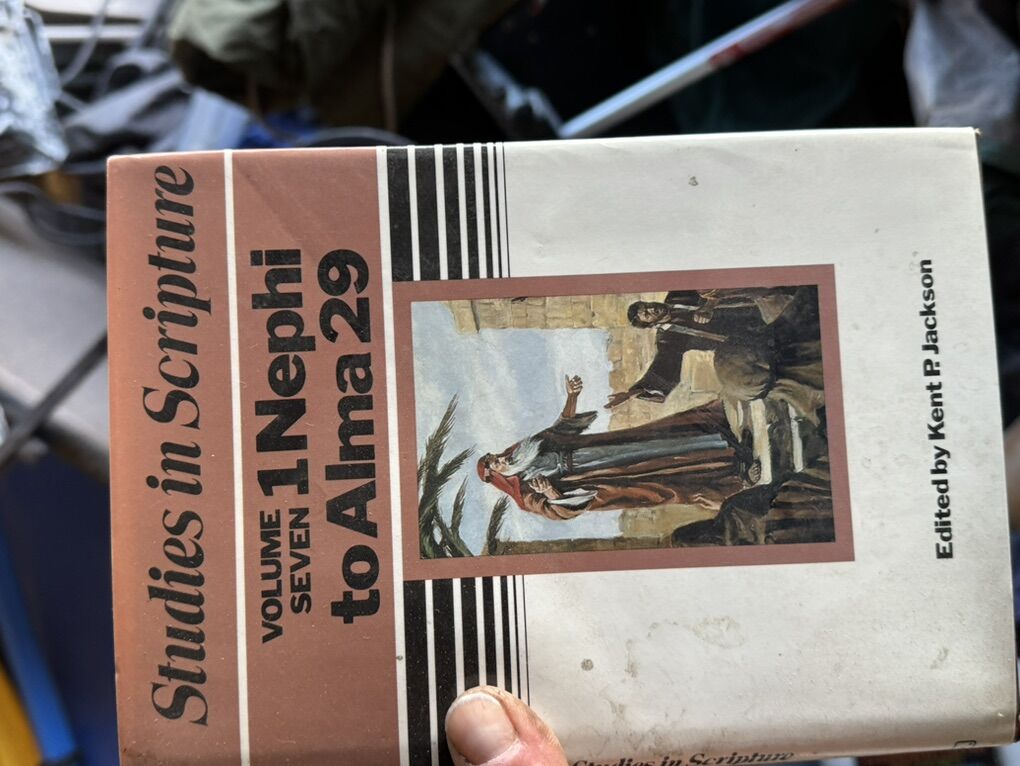 Studies in Scripture
VOLUME
SEVEN 1 Nephi
to Alma 29
Edited by Kent P. Jackson
Studies in Scripture